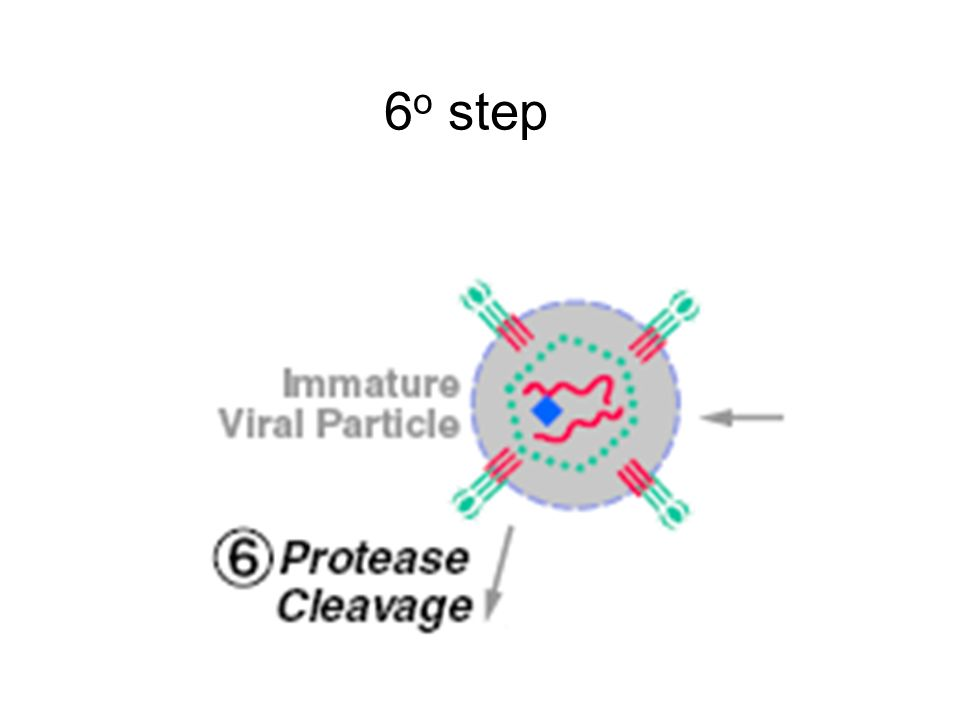 6º step
Immature
Viral Particle
⑥ Protease
Cleavage